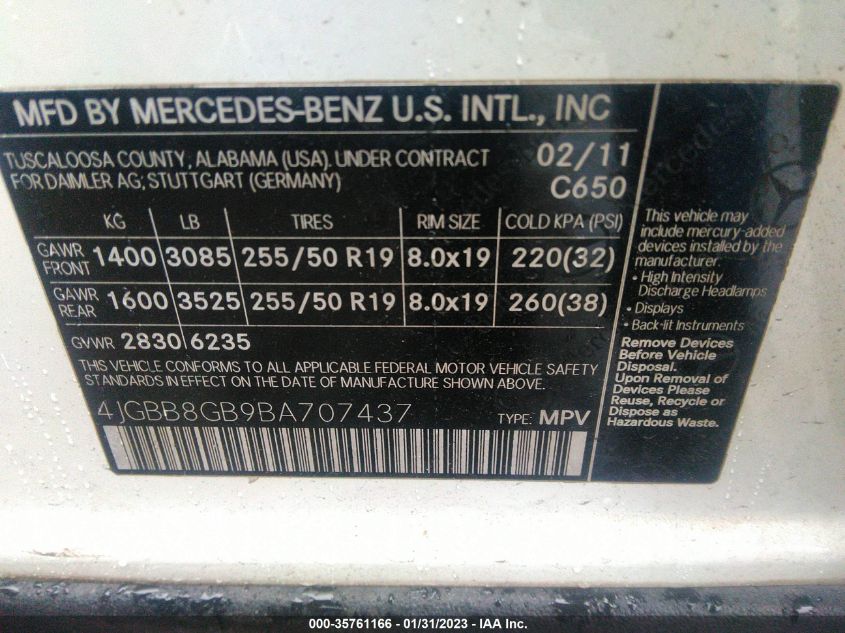 MFD BY MERCEDES-BENZ U.S. INTL., INC
TUSCALOOSA COUNTY, ALABAMA (USA). UNDER CONTRACT 02/11
FOR DAIMLER AG; STUTTGART (GERMANY) C650
KG LB TIRES RIM SIZE COLD KPA (PSI)
GAWR FRONT 1400 3085 255/50 R19 8.0x19 220(32)
GAWR REAR 1600 3525 255/50 R19 8.0x19 260(38)
GVWR 2830 6235
THIS VEHICLE CONFORMS TO ALL APPLICABLE FEDERAL MOTOR VEHICLE SAFETY
STANDARDS IN EFFECT ON THE DATE OF MANUFACTURE SHOWN ABOVE.
4JGBB8GB9BA707437 TYPE: MPV
This vehicle may
include mercury-added
devices installed by the
manufacturer:
• High Intensity
Discharge Headlamps
• Displays
• Back-lit Instruments
Remove Devices
Before Vehicle
Disposal.
Upon Removal of
Devices Please
Reuse, Recycle or
Dispose as
Hazardous Waste.
000-35761166 - 01/31/2023 - IAA Inc.